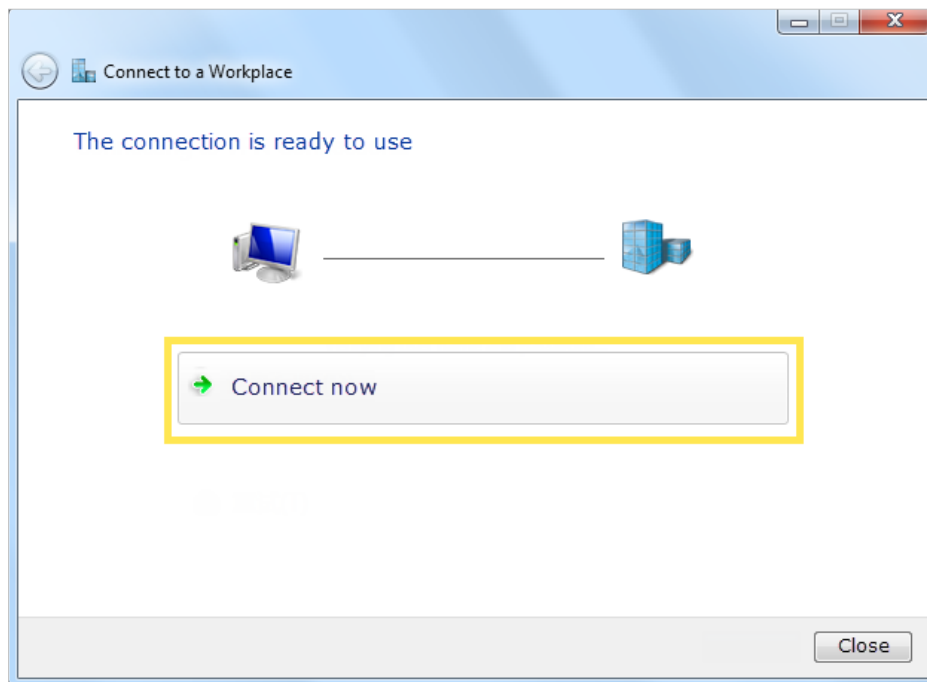 Connect to a Workplace
The connection is ready to use
Connect now
Close